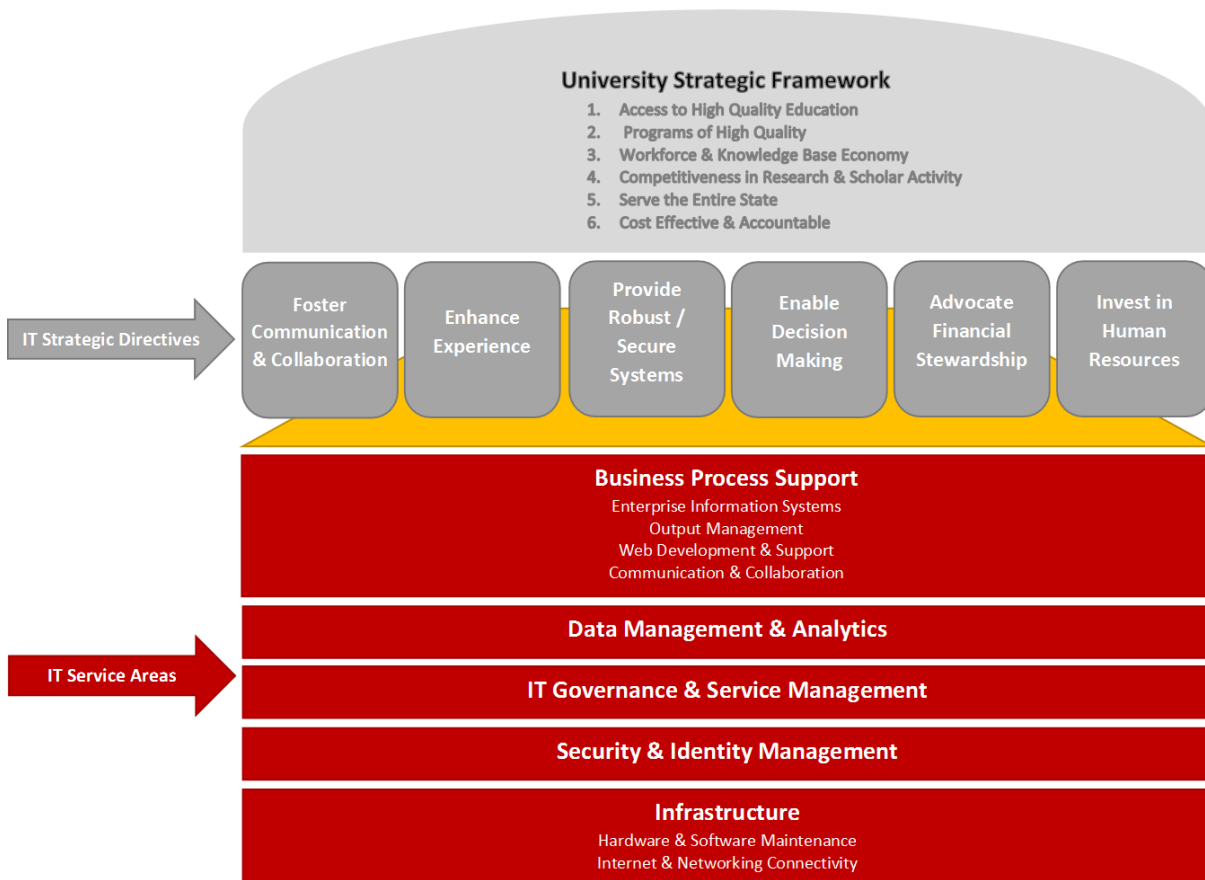 University Strategic Framework
1. Access to High Quality Education
2. Programs of High Quality
3. Workforce & Knowledge Base Economy
4. Competitiveness in Research & Scholar Activity
5. Serve the Entire State
6. Cost Effective & Accountable
IT Strategic Directives
Foster
Communication
& Collaboration
Enhance
Experience
Provide
Robust /
Secure
Systems
Enable
Decision
Making
Advocate
Financial
Stewardship
Invest in
Human
Resources
Business Process Support
Enterprise Information Systems
Output Management
Web Development & Support
Communication & Collaboration
Data Management & Analytics
IT Service Areas
IT Governance & Service Management
Security & Identity Management
Infrastructure
Hardware & Software Maintenance
Internet & Networking Connectivity